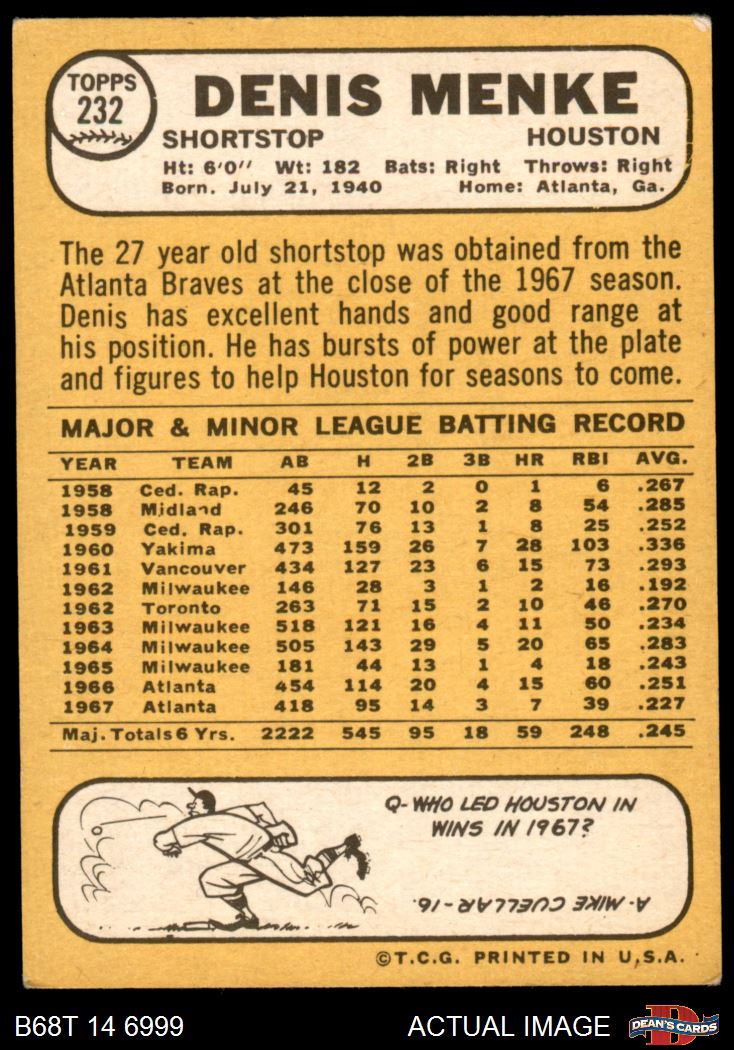 TOPPS
232
DENIS MENKE
SHORTSTOP HOUSTON
Ht: 6'0'' Wt: 182 Bats: Right Throws: Right
Born. July 21, 1940 Home: Atlanta, Ga.
The 27 year old shortstop was obtained from the
Atlanta Braves at the close of the 1967 season.
Denis has excellent hands and good range at
his position. He has bursts of power at the plate
and figures to help Houston for seasons to come.
MAJOR & MINOR LEAGUE BATTING RECORD
YEAR TEAM AB H 2B 3B HR RBI AVG.
1958 Ced. Rap. 45 12 2 0 1 6 .267
1958 Midland 246 70 10 2 8 54 .285
1959 Ced. Rap. 301 76 13 1 8 25 .252
1960 Yakima 473 159 26 7 28 103 .336
1961 Vancouver 434 127 23 6 15 73 .293
1962 Milwaukee 146 28 3 1 2 16 .192
1962 Toronto 263 71 15 2 10 46 .270
1963 Milwaukee 518 121 16 4 11 50 .234
1964 Milwaukee 505 143 29 5 20 65 .283
1965 Milwaukee 181 44 13 1 4 18 .243
1966 Atlanta 454 114 20 4 15 60 .251
1967 Atlanta 418 95 14 3 7 39 .227
Maj. Totals 6 Yrs. 2222 545 95 18 59 248 .245
Q-WHO LED HOUSTON IN
WINS IN 1967?
A-MIKE CUELLAR-16.
©T.C.G. PRINTED IN U.S.A.
B68T 14 6999 ACTUAL IMAGE
D
DEAN'S CARDS